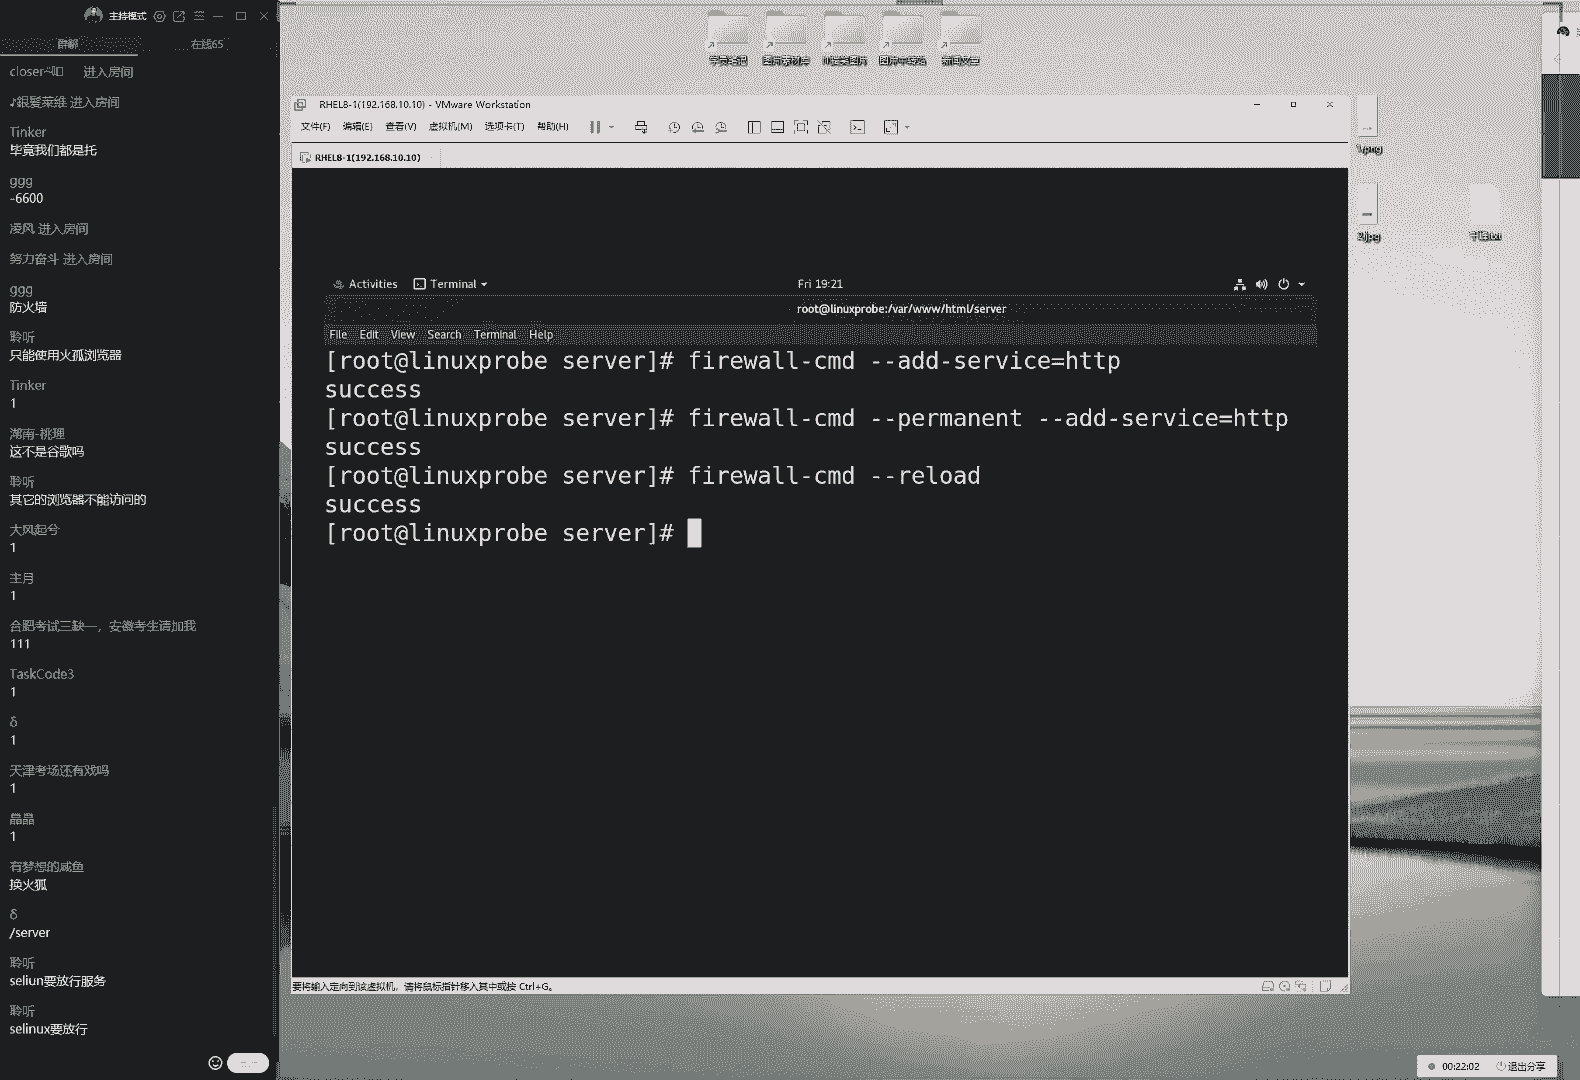 主持模式
群聊
在线65
进入房间
♪銀髮莱维 进入房间
Tinker
毕竟我们都是托
ggg
-6600
凌风 进入房间
努力奋斗 进入房间
ggg
防火墙
聆听
只能使用火孤浏览器
Tinker
1
湖南-桃理
这不是谷歌吗
聆听
其它的浏览器不能访问的
大风起兮
1
主月
1
合肥考试三缺一，安徽考生请加我
111
TaskCode3
1
δ
1
天津考场还有戏吗
1
晶晶
1
有梦想的咸鱼
换火狐
δ
/server
聆听
seliun要放行服务
聆听
selinux要放行
RHEL8-1(192.168.10.10) - VMware Workstation
文件(F) 编辑(E) 查看(V) 虚拟机(M) 选项卡(T) 帮助(H)
RHEL8-1(192.168.10.10)
Activities Terminal Fri 19:21
root@linuxprobe:/var/www/html/server
File Edit View Search Terminal Help
[root@linuxprobe server]# firewall-cmd --add-service=http
success
[root@linuxprobe server]# firewall-cmd --permanent --add-service=http
success
[root@linuxprobe server]# firewall-cmd --reload
success
[root@linuxprobe server]#
要将输入定向到该虚拟机，请将鼠标指针移入其中或按 Ctrl+G。
1.png
2.jpg
00:22:02 退出分享